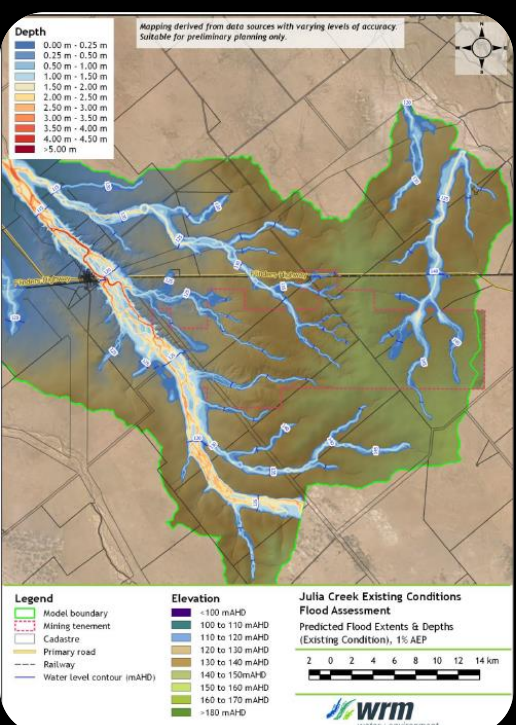 Mapping derived from data sources with varying levels of accuracy.
Suitable for preliminary planning only.
Depth
0.00 m - 0.25 m
0.25 m - 0.50 m
0.50 m - 1.00 m
1.00 m - 1.50 m
1.50 m - 2.00 m
2.00 m - 2.50 m
2.50 m - 3.00 m
3.00 m - 3.50 m
3.50 m - 4.00 m
4.00 m - 4.50 m
>5.00 m
Flinders Highway
Flinders Highway
Legend
Model boundary
Mining tenement
Cadastre
Primary road
Railway
Water level contour (mAHD)
Elevation
<100 mAHD
100 to 110 mAHD
110 to 120 mAHD
120 to 130 mAHD
130 to 140 mAHD
140 to 150mAHD
150 to 160 mAHD
160 to 170 mAHD
>180 mAHD
Julia Creek Existing Conditions
Flood Assessment
Predicted Flood Extents & Depths
(Existing Condition), 1% AEP
2 0 2 4 6 8 10 12 14 km
wrm